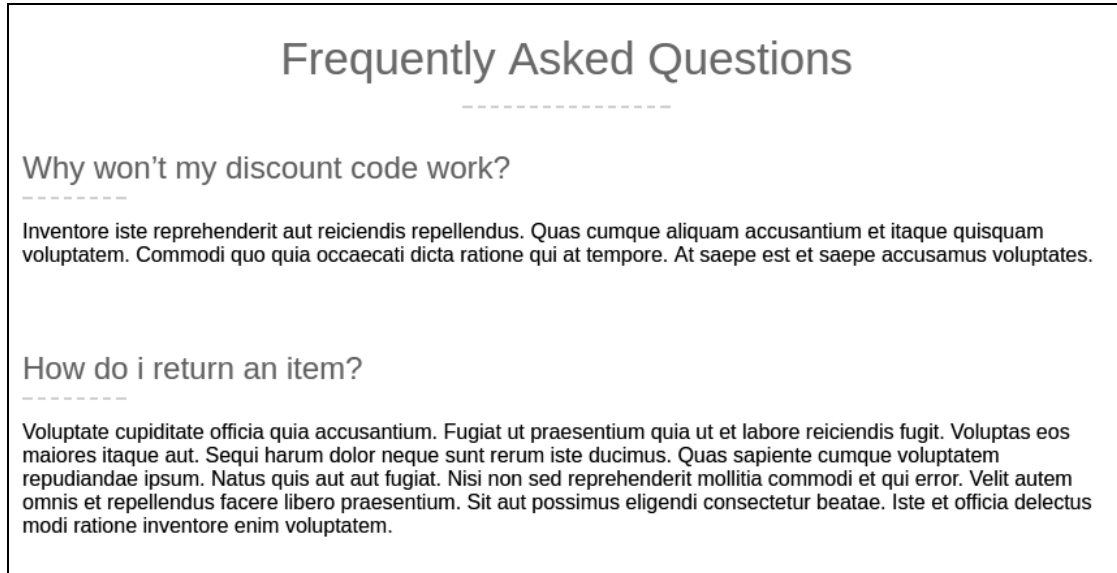 Frequently Asked Questions
Why won’t my discount code work?
Inventore iste reprehenderit aut reiciendis repellendus. Quas cumque aliquam accusantium et itaque quisquam
voluptatem. Commodi quo quia occaecati dicta ratione qui at tempore. At saepe est et saepe accusamus voluptates.
How do i return an item?
Voluptate cupiditate officia quia accusantium. Fugiat ut praesentium quia ut et labore reiciendis fugit. Voluptas eos
maiores itaque aut. Sequi harum dolor neque sunt rerum iste ducimus. Quas sapiente cumque voluptatem
repudiandae ipsum. Natus quis aut aut fugiat. Nisi non sed reprehenderit mollitia commodi et qui error. Velit autem
omnis et repellendus facere libero praesentium. Sit aut possimus eligendi consectetur beatae. Iste et officia delectus
modi ratione inventore enim voluptatem.